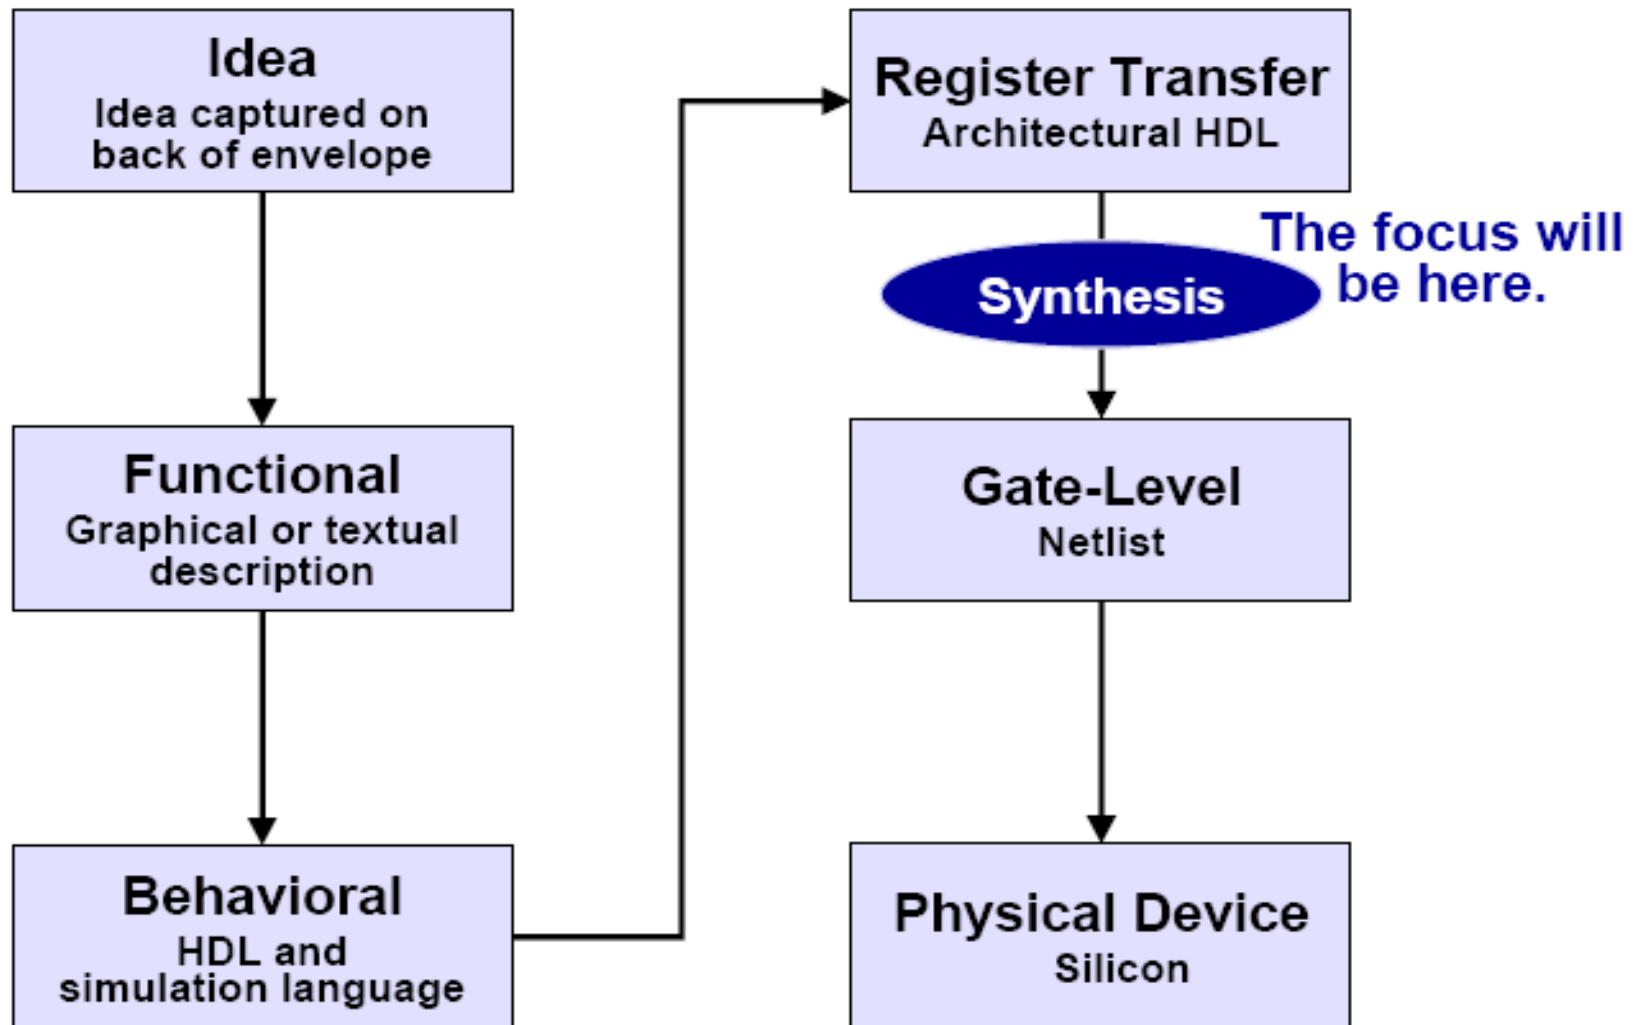 Idea
Idea captured on
back of envelope
Functional
Graphical or textual
description
Behavioral
HDL and
simulation language
Register Transfer
Architectural HDL
The focus will
be here.
Synthesis
Gate-Level
Netlist
Physical Device
Silicon